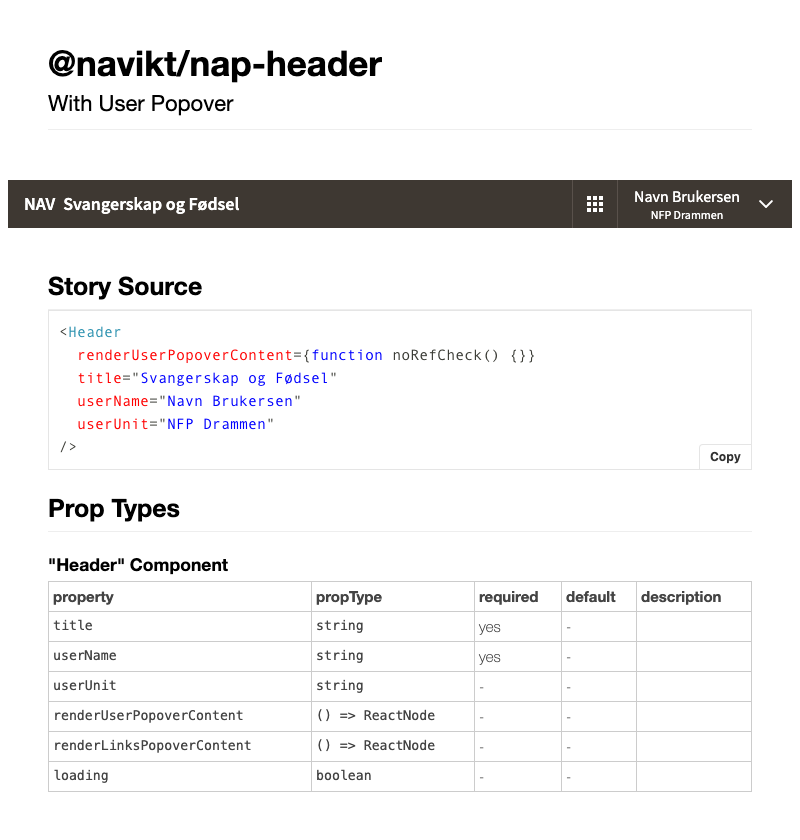 @navikt/nap-header
With User Popover
NAV Svangerskap og Fødsel
Navn Brukersen
NFP Drammen
Story Source
<Header
  renderUserPopoverContent={function noRefCheck() {}}
  title="Svangerskap og Fødsel"
  userName="Navn Brukersen"
  userUnit="NFP Drammen"
/>
Copy
Prop Types
"Header" Component
property propType required default description
title string yes -
userName string yes -
userUnit string - -
renderUserPopoverContent () => ReactNode - -
renderLinksPopoverContent () => ReactNode - -
loading boolean - -